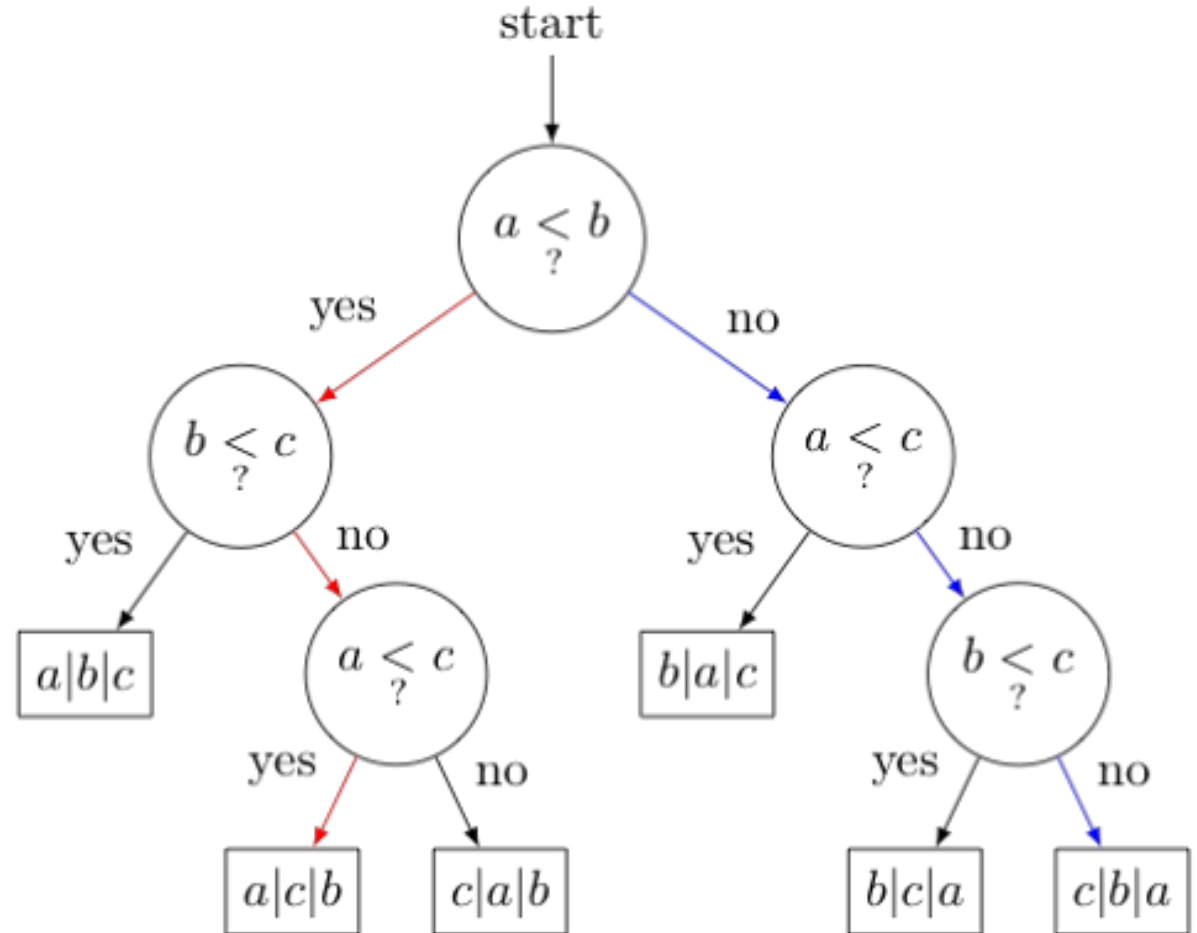 start
a < b
?
yes
no
b < c
?
a < c
?
yes
no
yes
no
a|b|c
a < c
?
b|a|c
b < c
?
yes
no
yes
no
a|c|b
c|a|b
b|c|a
c|b|a